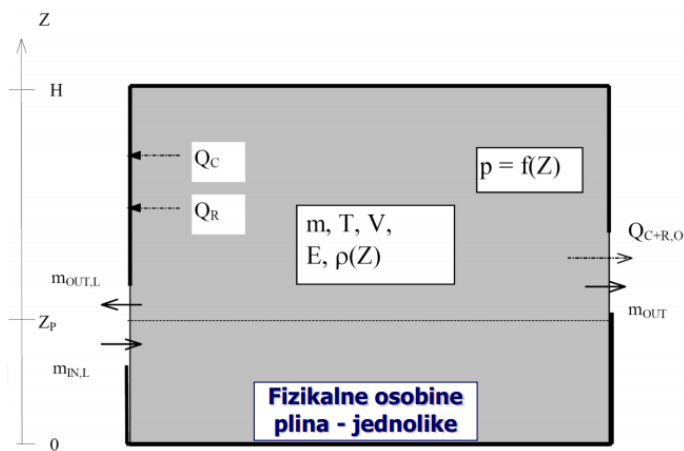 Z
H
Q_C
p = f(Z)
Q_R
m, T, V,
E, ρ(Z)
Q_C+R,O
m_OUT,L
m_OUT
Z_P
m_IN,L
Fizikalne osobine
plina - jednolike
0